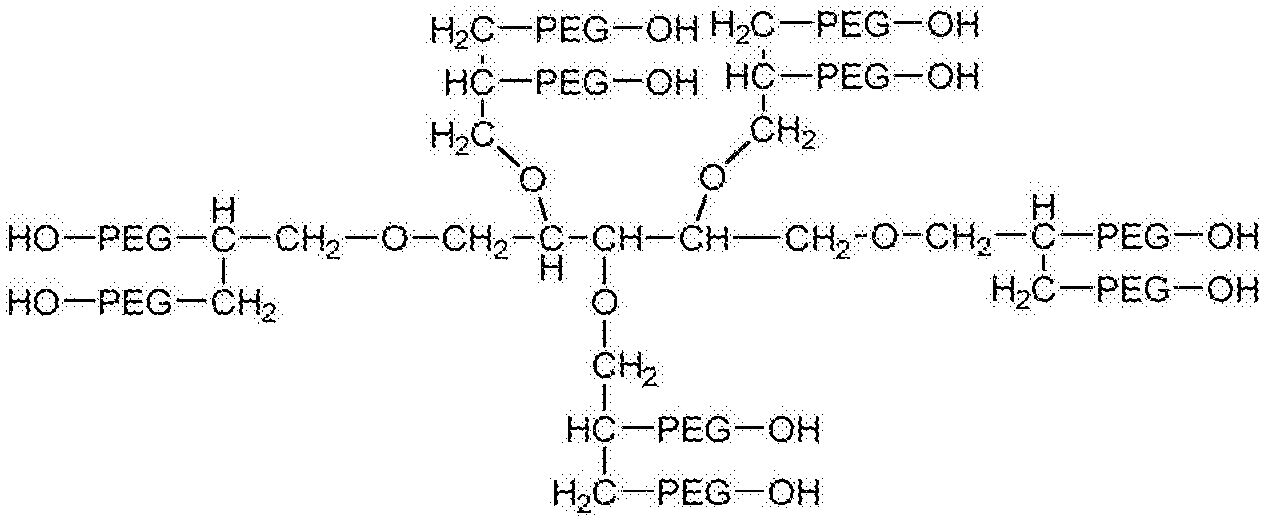 H2C—PEG—OH H2C—PEG—OH
HC—PEG—OH HC—PEG—OH
H2C CH2
O O
H H
HO—PEG—C—CH2—O—CH2—C—CH—CH—CH2-O—CH2—C—PEG—OH
H
HO—PEG—CH2 O H2C—PEG—OH
CH2
HC—PEG—OH
H2C—PEG—OH